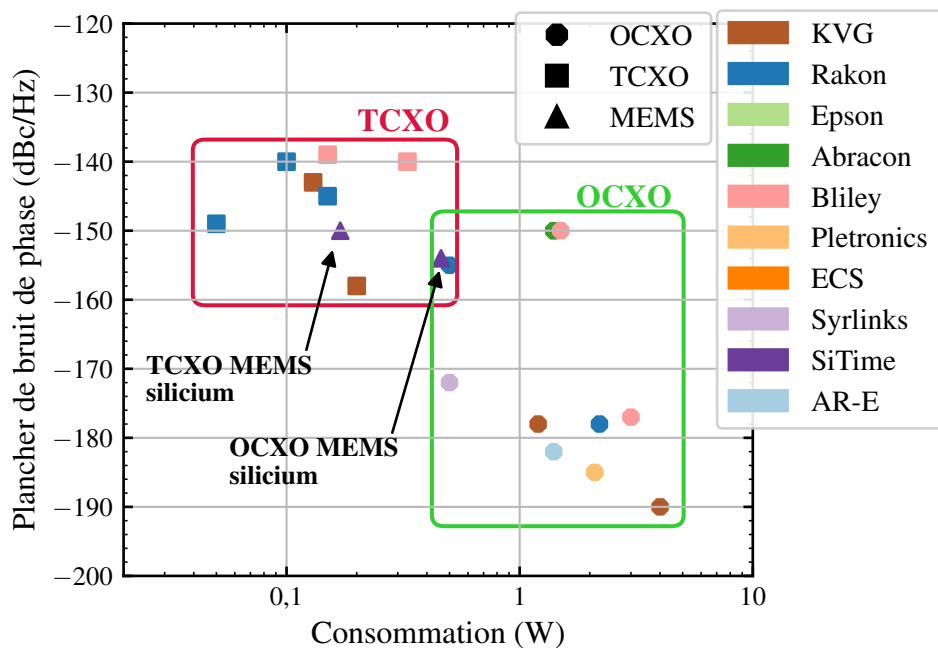 −120
−130
−140
−150
−160
−170
−180
−190
−200
Plancher de bruit de phase (dBc/Hz)
0,1
1
10
Consommation (W)
TCXO
OCXO
TCXO MEMS
silicium
OCXO MEMS
silicium
OCXO
TCXO
MEMS
KVG
Rakon
Epson
Abracon
Bliley
Pletronics
ECS
Syrlinks
SiTime
AR-E